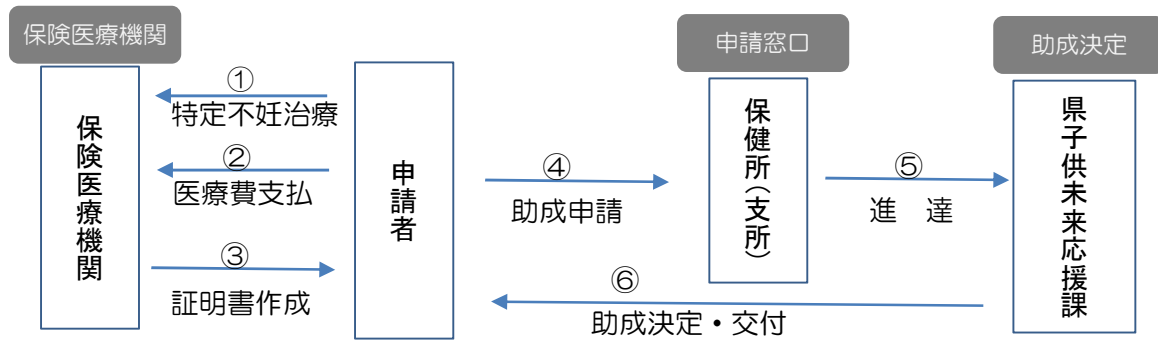 保険医療機関
申請窓口
助成決定
保険医療機関
①
特定不妊治療
②
医療費支払
③
証明書作成
申請者
④
助成申請
保健所(支所)
⑤
進　達
県子供未来応援課
⑥
助成決定・交付